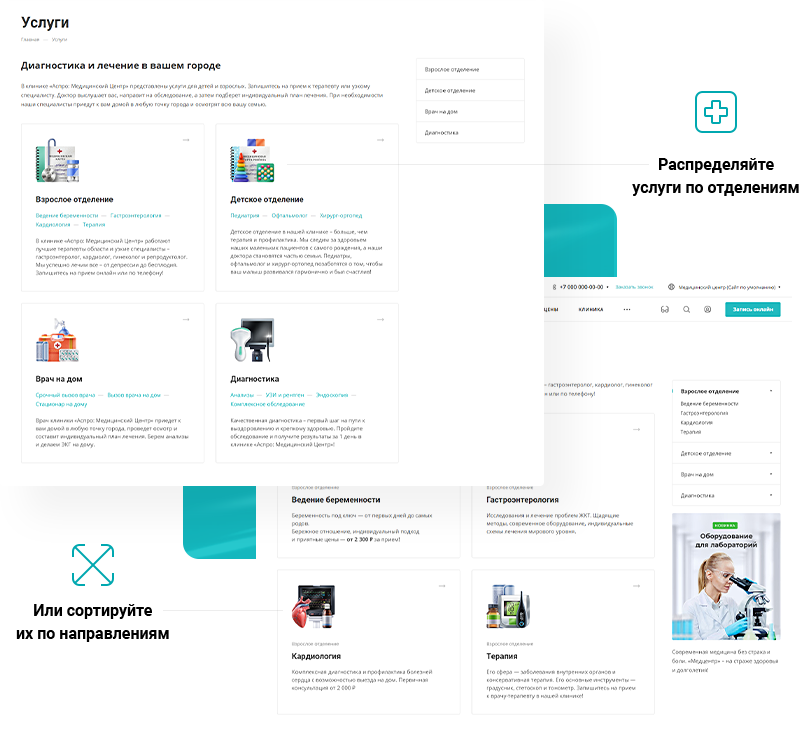 Услуги
Главная — Услуги
Диагностика и лечение в вашем городе
В клинике «Аспро: Медицинский Центр» представлены услуги для детей и взрослых. Запишитесь на прием к терапевту или узкому
специалисту. Доктор выслушает вас, направит на обследование, а затем подберет индивидуальный план лечения. При необходимости
наши специалисты приедут к вам домой в любую точку города и осмотрят всю вашу семью.
Взрослое отделение
Детское отделение
Врач на дом
Диагностика
Распределяйте
услуги по отделениям
Взрослое отделение
Ведение беременности — Гастроэнтерология —
Кардиология — Терапия
В клинике «Аспро: Медицинский Центр» работают
лучшие терапевты области и узкие специалисты –
гастроэнтеролог, кардиолог, гинеколог и репродуктолог.
Мы успешно лечим все – от депрессии до бесплодия.
Запишитесь на прием онлайн или по телефону!
Детское отделение
Педиатрия — Офтальмолог — Хирург-ортопед
Детское отделение в нашей клинике – больше, чем
терапия и профилактика. Мы следим за здоровьем
наших маленьких пациентов с самого рождения, а наши
доктора становятся частью семьи. Педиатры,
офтальмолог и хирург-ортопед позаботятся о том, чтобы
ваш малыш развивался гармонично и был счастлив!
Врач на дом
Срочный вызов врача — Вызов врача на дом —
Стационар на дому
Врач клиники «Аспро: Медицинский Центр» приедет к
вам домой в любую точку города, проведет осмотр и
составит индивидуальный план лечения. Берем анализы
и делаем ЭКГ на дому.
Диагностика
Анализы — УЗИ и рентген — Эндоскопия —
Комплексное обследование
Качественная диагностика – первый шаг на пути к
выздоровлению и крепкому здоровью. Пройдите
обследование и получите результаты за 1 день в
клинике «Аспро: Медицинский Центр»!
+7 000 000-00-00
Заказать звонок
Медицинский центр (Сайт по умолчанию)
ЦЕНЫ
КЛИНИКА
Запись онлайн
– гастроэнтеролог, кардиолог, гинеколог
или по телефону!
Взрослое отделение
Ведение беременности
Гастроэнтерология
Кардиология
Терапия
Детское отделение
Врач на дом
Диагностика
Взрослое отделение
Ведение беременности
Беременность под ключ — от первых дней до самых
родов.
Бережное отношение, индивидуальный подход
и приятные цены — от 2 300 ₽ за прием!
Взрослое отделение
Гастроэнтерология
Исследования и лечение проблем ЖКТ. Щадящие
методы, современное оборудование, индивидуальные
схемы лечения мирового уровня.
НОВИНКА
Оборудование
для лабораторий
Или сортируйте
их по направлениям
Взрослое отделение
Кардиология
Комплексная диагностика и профилактика болезней
сердца с возможностью выезда на дом. Первичная
консультация от 2 000 ₽
Взрослое отделение
Терапия
Его сфера — заболевания внутренних органов и
консервативная терапия. Его основные инструменты —
градусник, стетоскоп и тонометр. Запишитесь на прием
к врачу-терапевту в нашей клинике!
Современная медицина без страха и
боли. «Медцентр» – на страже здоровья
и долголетия!